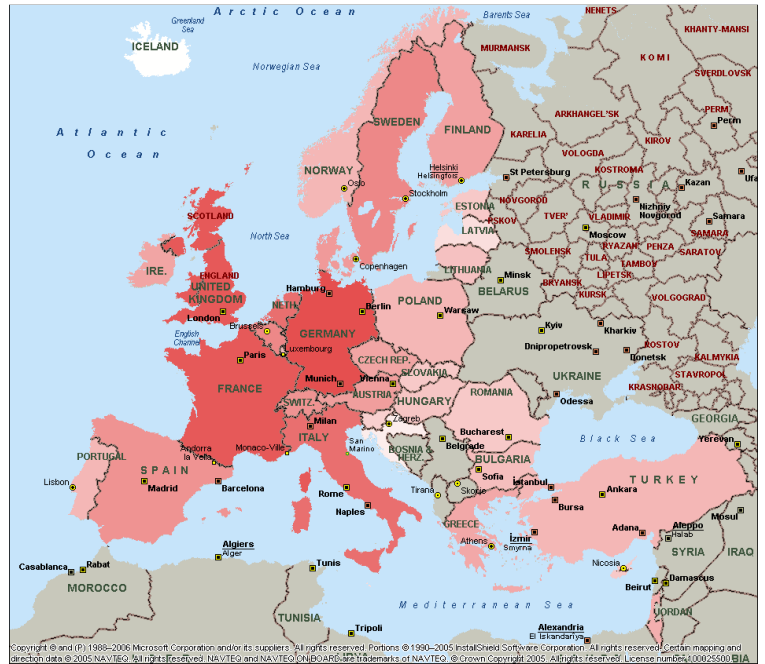 Arctic Ocean
Greenland
Sea
Barents Sea
NENETS
ICELAND
MURMANSK
KHANTY-MANSI
KOMI
Norwegian Sea
SVERDLOVSK
Atlantic
Ocean
SWEDEN
FINLAND
ARKHANGEL'SK
PERM
Perm
KARELIA
KIROV
VOLOGDA
NORWAY
Helsinki
Helsingfors
KOSTROMA
St Petersburg
RUSSIA
Kazan
Ufa
Oslo
Stockholm
NOVGOROD
Nizhniy
Novgorod
SCOTLAND
ESTONIA
PSKOV
TVER'
VLADIMIR
Samara
North Sea
LATVIA
Moscow
SAMARA
IRE.
Copenhagen
LITHUANIA
SMOLENSK
RYAZAN
PENZA
SARATOV
TULA
TAMBOV
ENGLAND
UNITED
KINGDOM
Hamburg
Minsk
BELARUS
BRYANSK
LIPETSK
KURSK
VOLGOGRAD
NETH.
POLAND
London
Berlin
Warsaw
English
Channel
Brussels
GERMANY
Kyiv
Kharkiv
Luxembourg
Dnipropetrovsk
ROSTOV
Donetsk
KALMYKIA
Paris
CZECH REP.
SLOVAKIA
UKRAINE
STAVROPOL
KRASNODAR
FRANCE
Munich
Vienna
AUSTRIA
SWITZ.
HUNGARY
ROMANIA
Odessa
Milan
Zagreb
GEORGIA
PORTUGAL
Andorra
la Vella
Monaco-Ville
ITALY
San
Marino
BOSNIA &
HERZ.
Belgrade
Bucharest
Black Sea
Yerevan
SPAIN
BULGARIA
Sofia
TURKEY
Lisbon
Madrid
Barcelona
Rome
Naples
Tirana
Skopje
İstanbul
Bursa
Ankara
GREECE
Athens
İzmir
Smyrna
Adana
Aleppo
Halab
Mosul
Algiers
Alger
Tunis
Nicosia
SYRIA
IRAQ
Casablanca
Rabat
Beirut
Damascus
MOROCCO
Mediterranean Sea
JORDAN
TUNISIA
Tripoli
Alexandria
El Iskandariya
Copyright © and (P) 1988–2006 Microsoft Corporation and/or its suppliers. All rights reserved. Portions © 1990–2005 InstallShield Software Corporation. All rights reserved. Certain mapping and
direction data © 2005 NAVTEQ. All rights reserved. NAVTEQ and NAVTEQ ON BOARD are trademarks of NAVTEQ. © Crown Copyright 2005. All rights reserved. License number